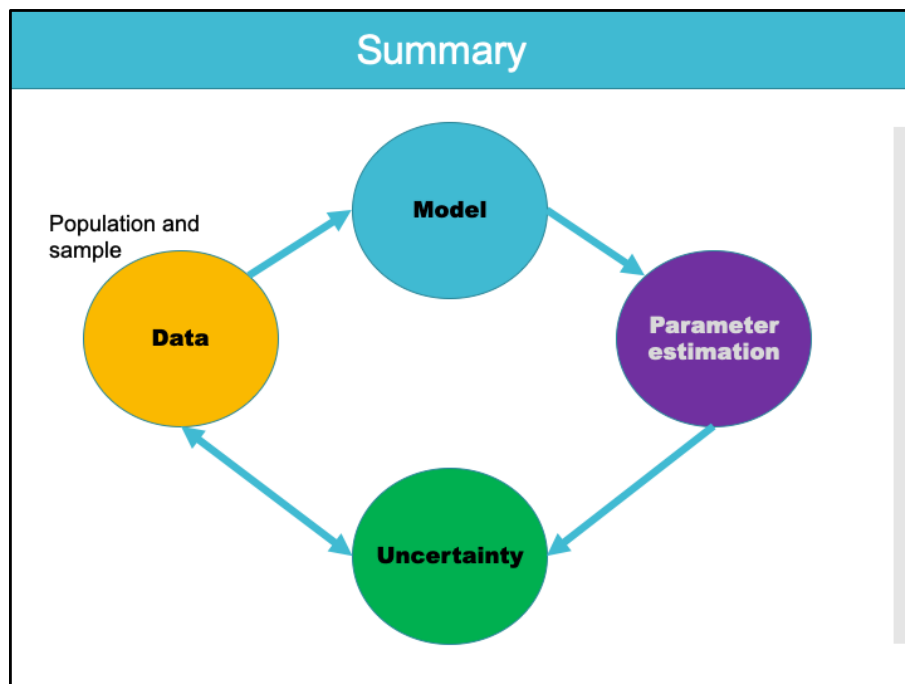 Summary
Model
Population and
sample
Data
Parameter
estimation
Uncertainty